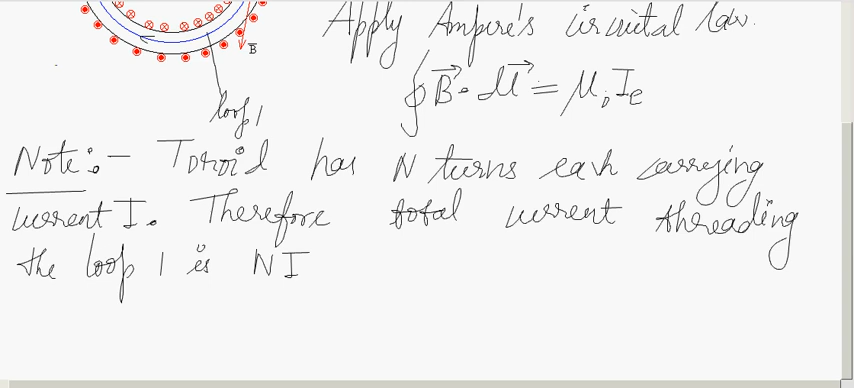 Apply Ampere's circuital law.
∮B⃗·dl⃗ = μ₀Ie
B̅
loop 1
Note:- Toroid has N turns each carrying
current I. Therefore total current threading
the loop 1 is NI